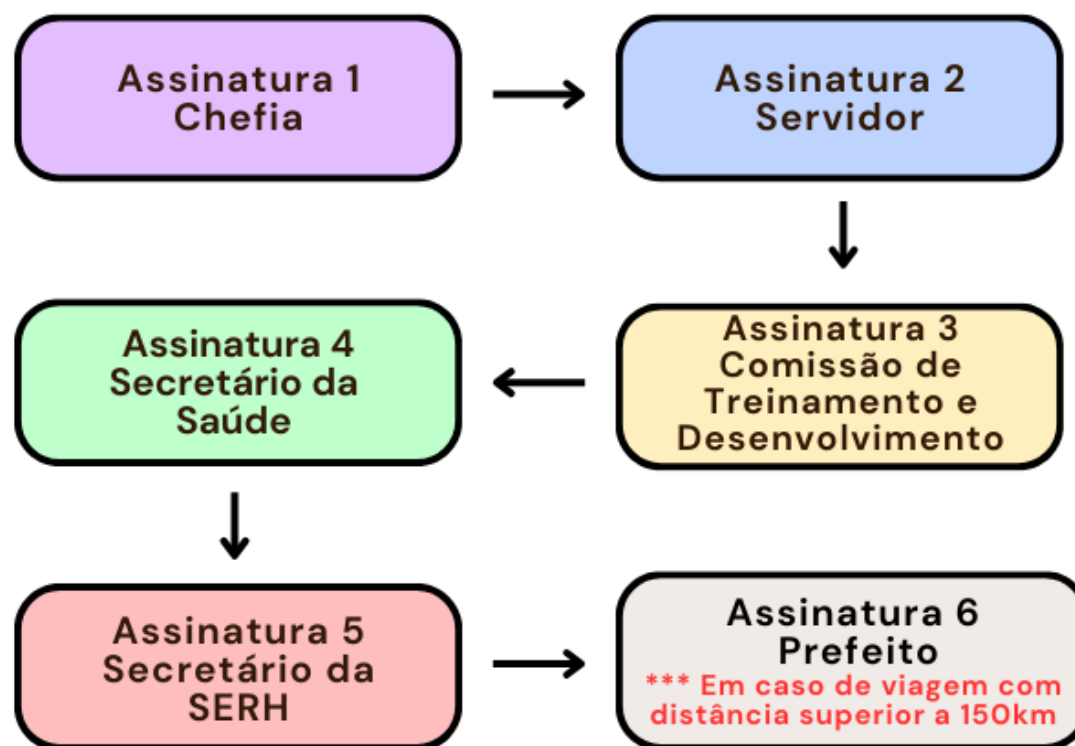 Assinatura 1
Chefia
Assinatura 2
Servidor
Assinatura 3
Comissão de
Treinamento e
Desenvolvimento
Assinatura 4
Secretário da
Saúde
Assinatura 5
Secretário da
SERH
Assinatura 6
Prefeito
*** Em caso de viagem com
distância superior a 150km